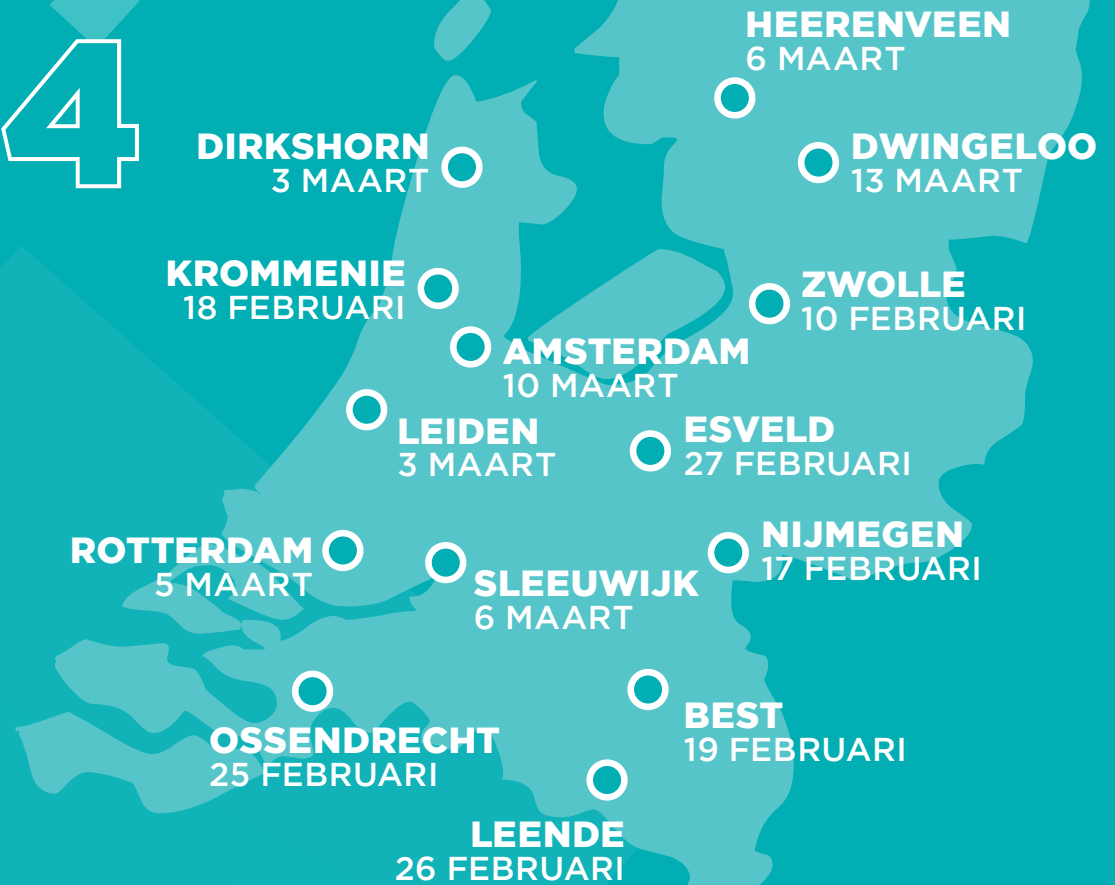 4
HEERENVEEN
6 MAART
DIRKSHORN
3 MAART
DWINGELOO
13 MAART
KROMMENIE
18 FEBRUARI
ZWOLLE
10 FEBRUARI
AMSTERDAM
10 MAART
LEIDEN
3 MAART
ESVELD
27 FEBRUARI
ROTTERDAM
5 MAART
SLEEUWIJK
6 MAART
NIJMEGEN
17 FEBRUARI
OSSENDRECHT
25 FEBRUARI
BEST
19 FEBRUARI
LEENDE
26 FEBRUARI